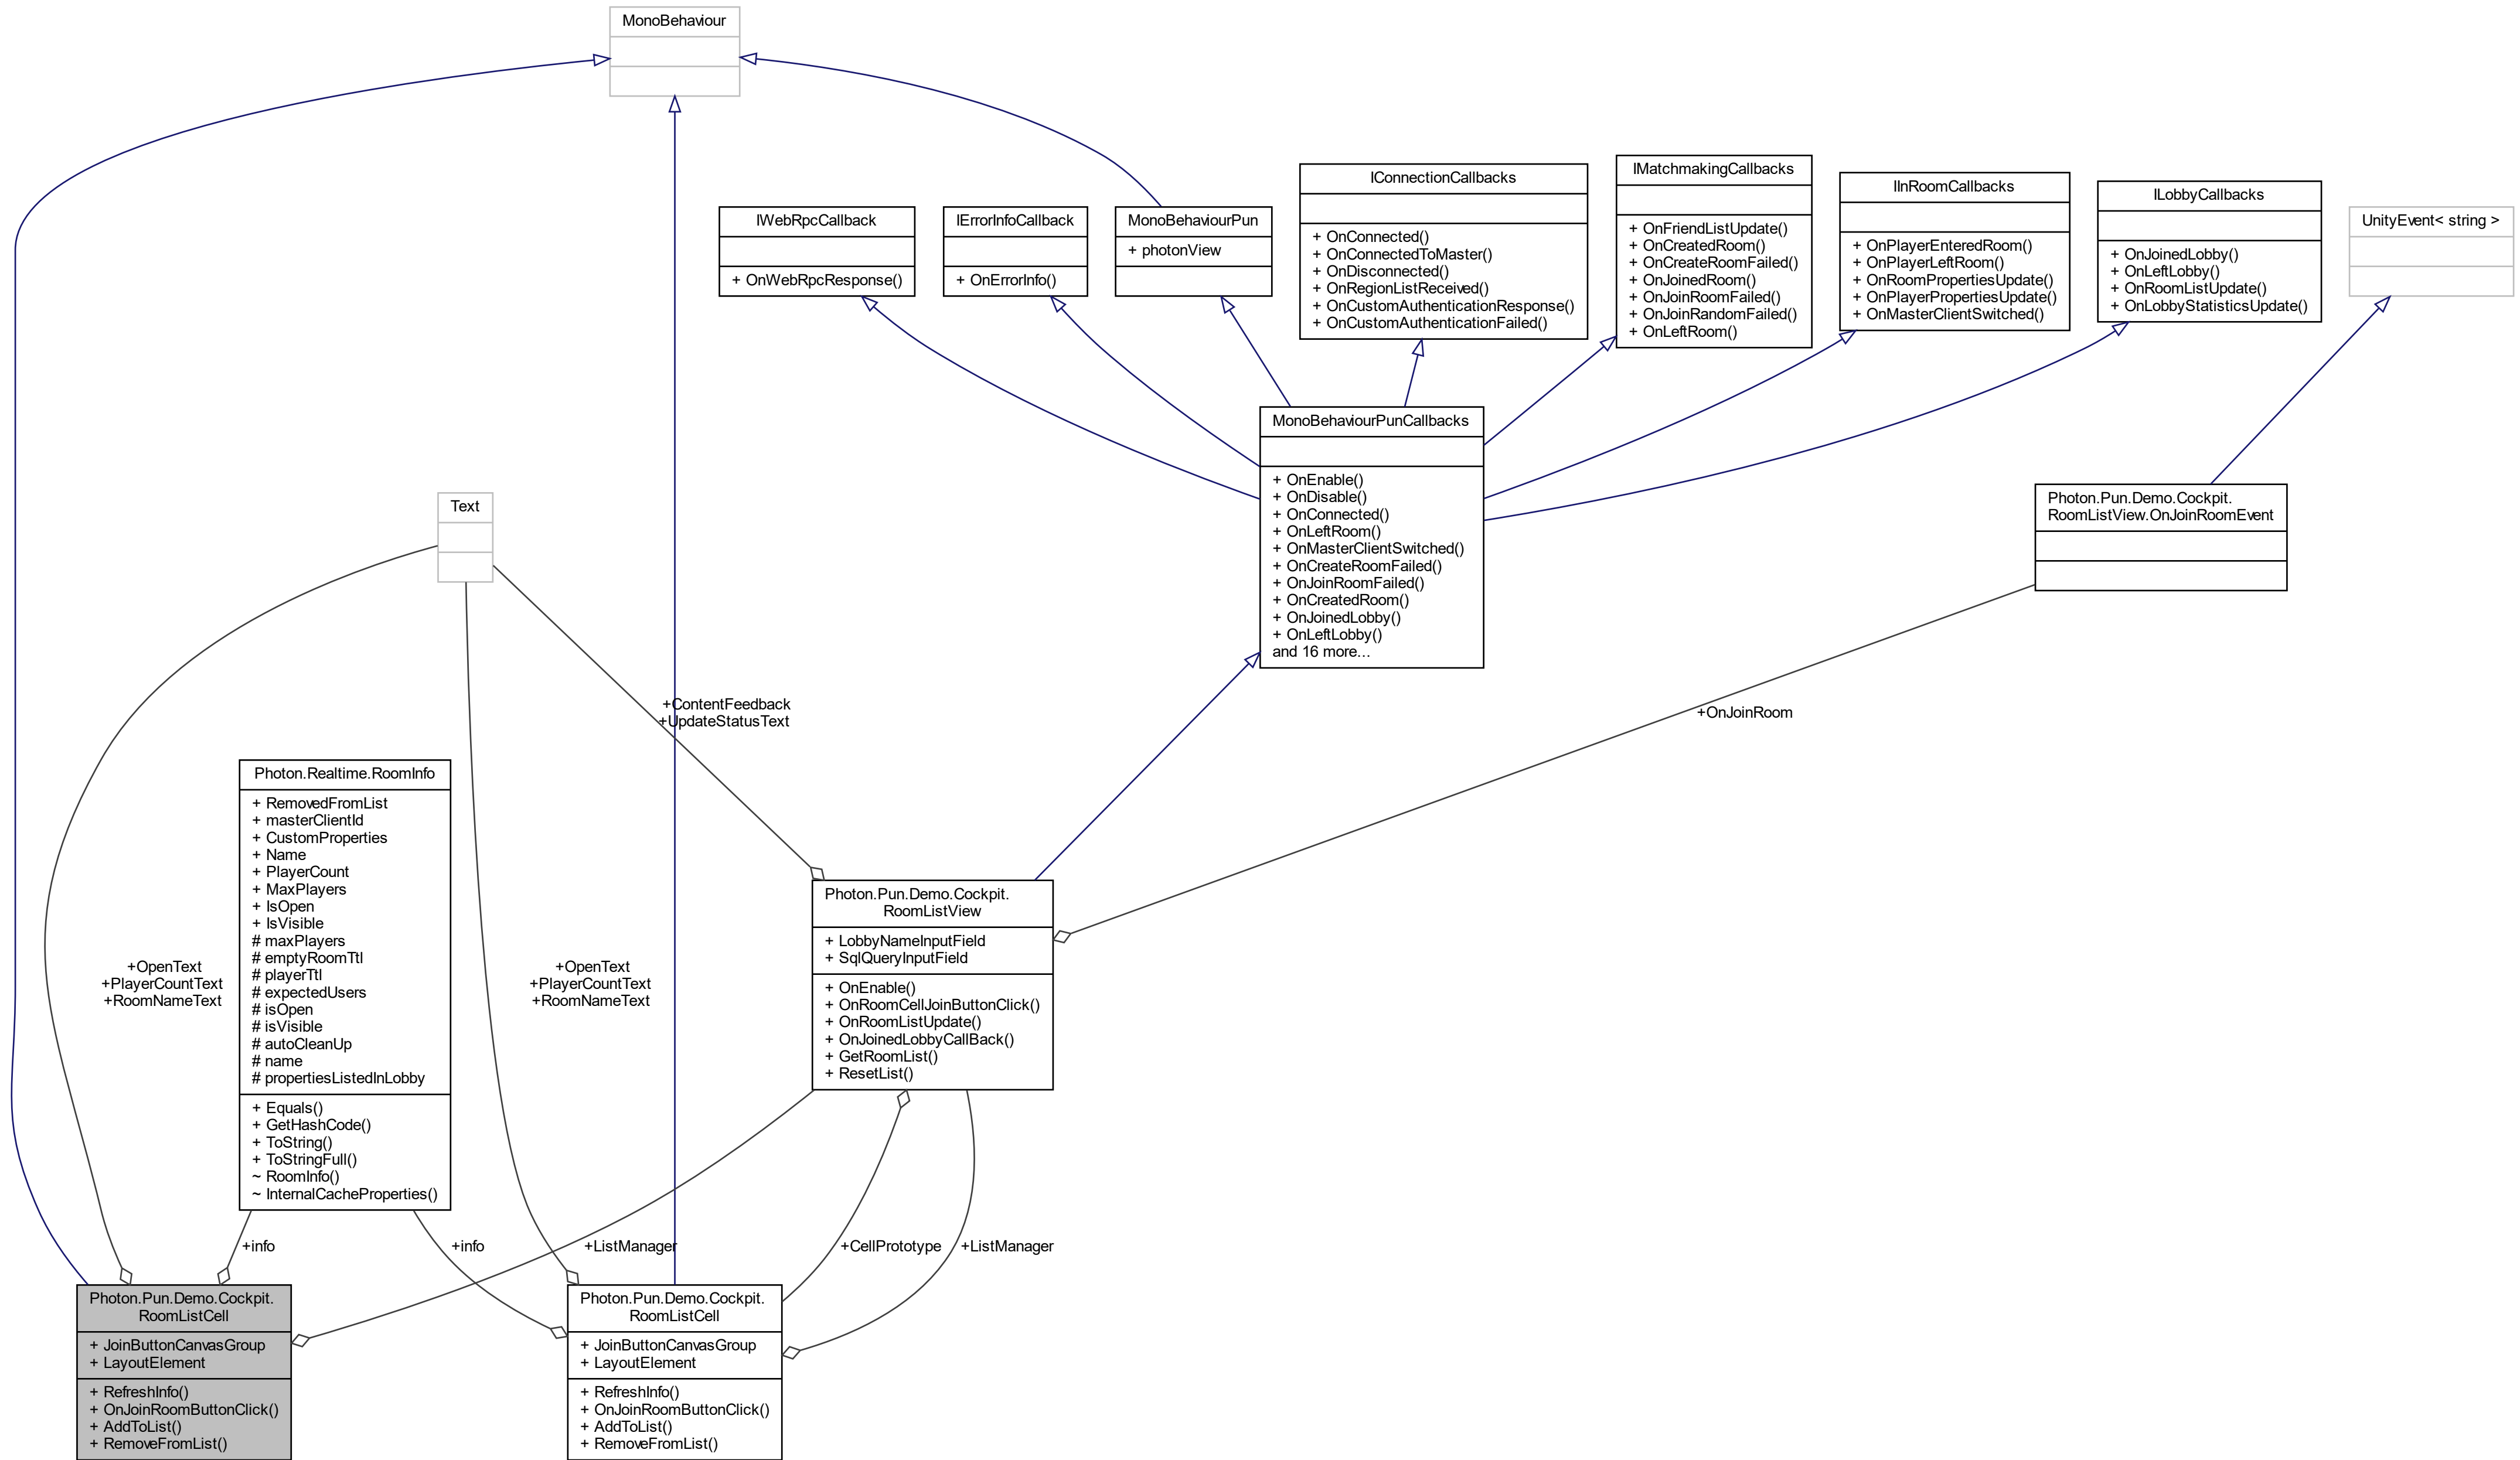 MonoBehaviour
IWebRpcCallback
+ OnWebRpcResponse()
IErrorInfoCallback
+ OnErrorInfo()
MonoBehaviourPun
+ photonView
IConnectionCallbacks
+ OnConnected()
+ OnConnectedToMaster()
+ OnDisconnected()
+ OnRegionListReceived()
+ OnCustomAuthenticationResponse()
+ OnCustomAuthenticationFailed()
IMatchmakingCallbacks
+ OnFriendListUpdate()
+ OnCreatedRoom()
+ OnCreateRoomFailed()
+ OnJoinedRoom()
+ OnJoinRoomFailed()
+ OnJoinRandomFailed()
+ OnLeftRoom()
IInRoomCallbacks
+ OnPlayerEnteredRoom()
+ OnPlayerLeftRoom()
+ OnRoomPropertiesUpdate()
+ OnPlayerPropertiesUpdate()
+ OnMasterClientSwitched()
ILobbyCallbacks
+ OnJoinedLobby()
+ OnLeftLobby()
+ OnRoomListUpdate()
+ OnLobbyStatisticsUpdate()
UnityEvent< string >
MonoBehaviourPunCallbacks
+ OnEnable()
+ OnDisable()
+ OnConnected()
+ OnLeftRoom()
+ OnMasterClientSwitched()
+ OnCreateRoomFailed()
+ OnJoinRoomFailed()
+ OnCreatedRoom()
+ OnJoinedLobby()
+ OnLeftLobby()
and 16 more...
Text
Photon.Pun.Demo.Cockpit.
RoomListView.OnJoinRoomEvent
+ContentFeedback
+UpdateStatusText
+OnJoinRoom
Photon.Realtime.RoomInfo
+ RemovedFromList
+ masterClientId
+ CustomProperties
+ Name
+ PlayerCount
+ MaxPlayers
+ IsOpen
+ IsVisible
# maxPlayers
# emptyRoomTtl
# playerTtl
# expectedUsers
# isOpen
# isVisible
# autoCleanUp
# name
# propertiesListedInLobby
+ Equals()
+ GetHashCode()
+ ToString()
+ ToStringFull()
~ RoomInfo()
~ InternalCacheProperties()
Photon.Pun.Demo.Cockpit.
RoomListView
+ LobbyNameInputField
+ SqlQueryInputField
+ OnEnable()
+ OnRoomCellJoinButtonClick()
+ OnRoomListUpdate()
+ OnJoinedLobbyCallBack()
+ GetRoomList()
+ ResetList()
+OpenText
+PlayerCountText
+RoomNameText
+OpenText
+PlayerCountText
+RoomNameText
+info
+info
+ListManager
+CellPrototype
+ListManager
Photon.Pun.Demo.Cockpit.
RoomListCell
+ JoinButtonCanvasGroup
+ LayoutElement
+ RefreshInfo()
+ OnJoinRoomButtonClick()
+ AddToList()
+ RemoveFromList()
Photon.Pun.Demo.Cockpit.
RoomListCell
+ JoinButtonCanvasGroup
+ LayoutElement
+ RefreshInfo()
+ OnJoinRoomButtonClick()
+ AddToList()
+ RemoveFromList()